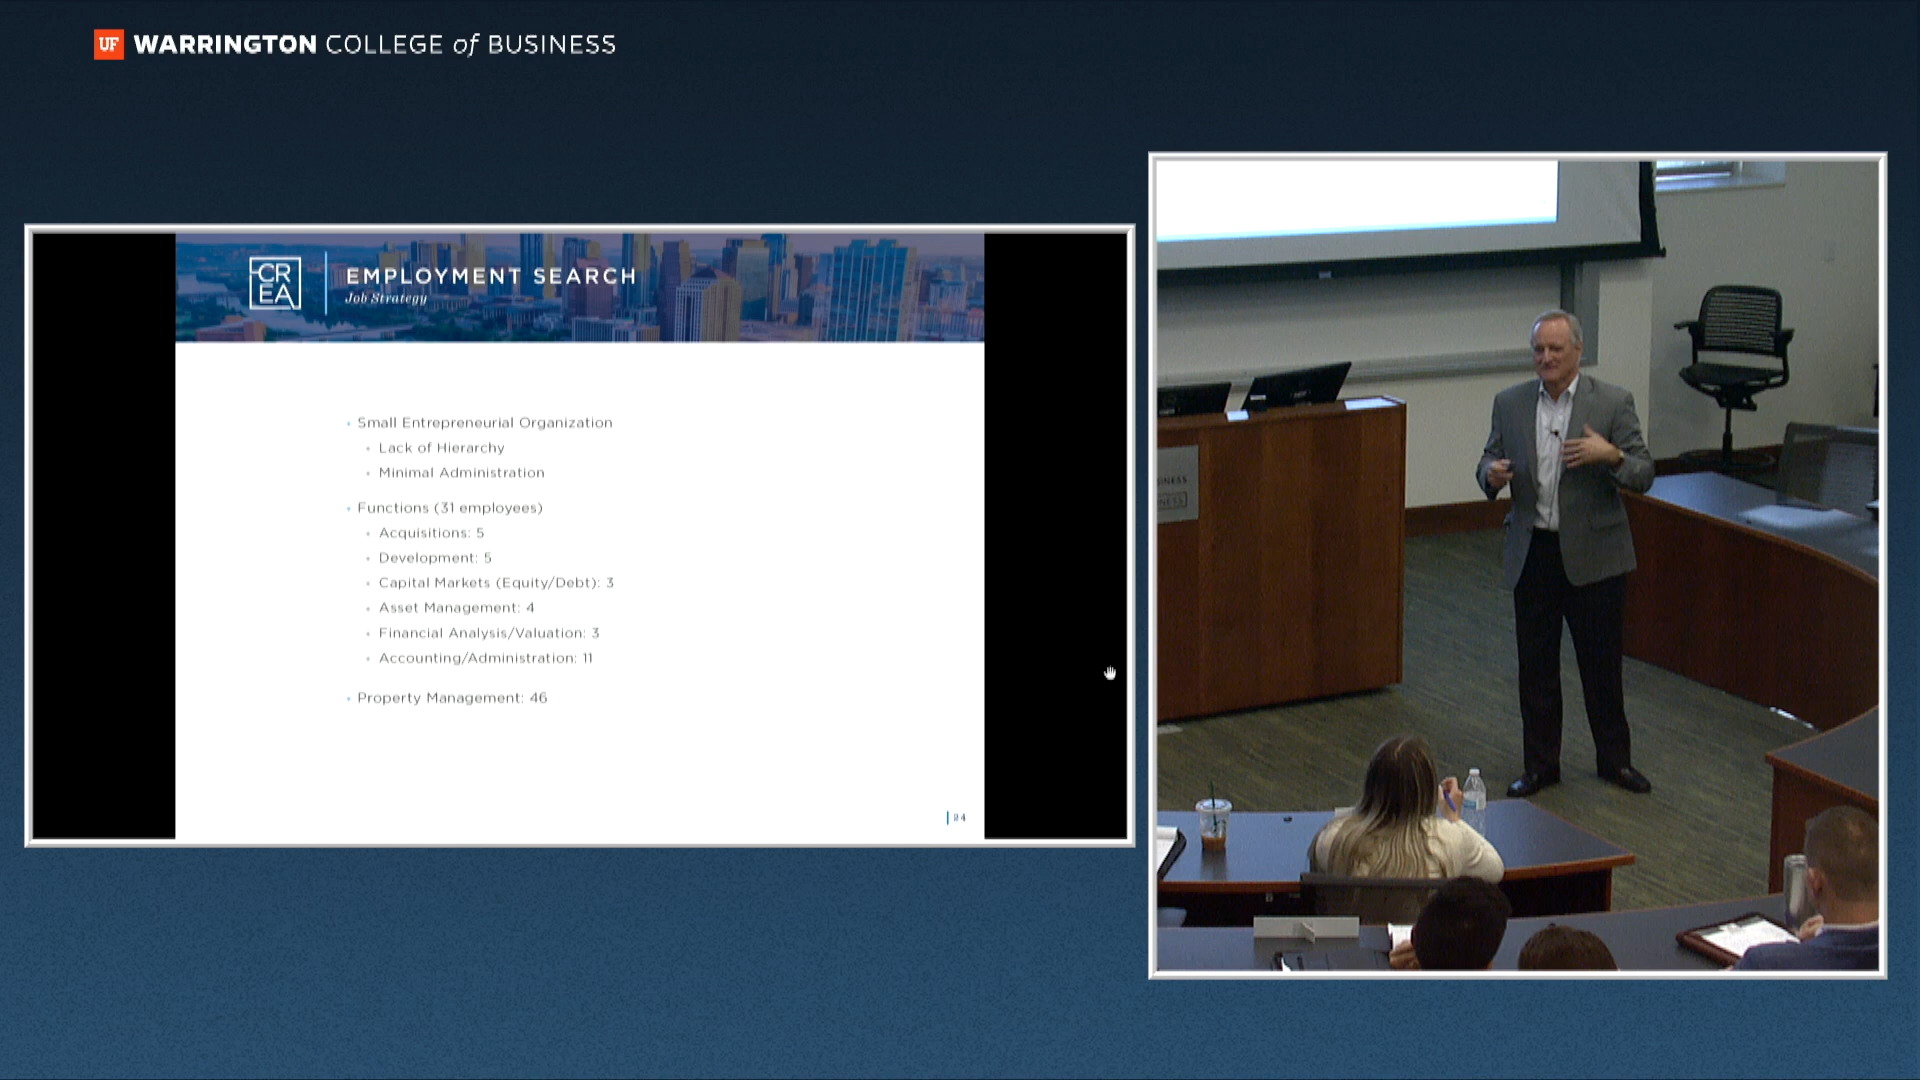 UF WARRINGTON COLLEGE of BUSINESS
CR
EA
EMPLOYMENT SEARCH
Job Strategy
• Small Entrepreneurial Organization
• Lack of Hierarchy
• Minimal Administration
• Functions (31 employees)
• Acquisitions: 5
• Development: 5
• Capital Markets (Equity/Debt): 3
• Asset Management: 4
• Financial Analysis/Valuation: 3
• Accounting/Administration: 11
• Property Management: 46
24